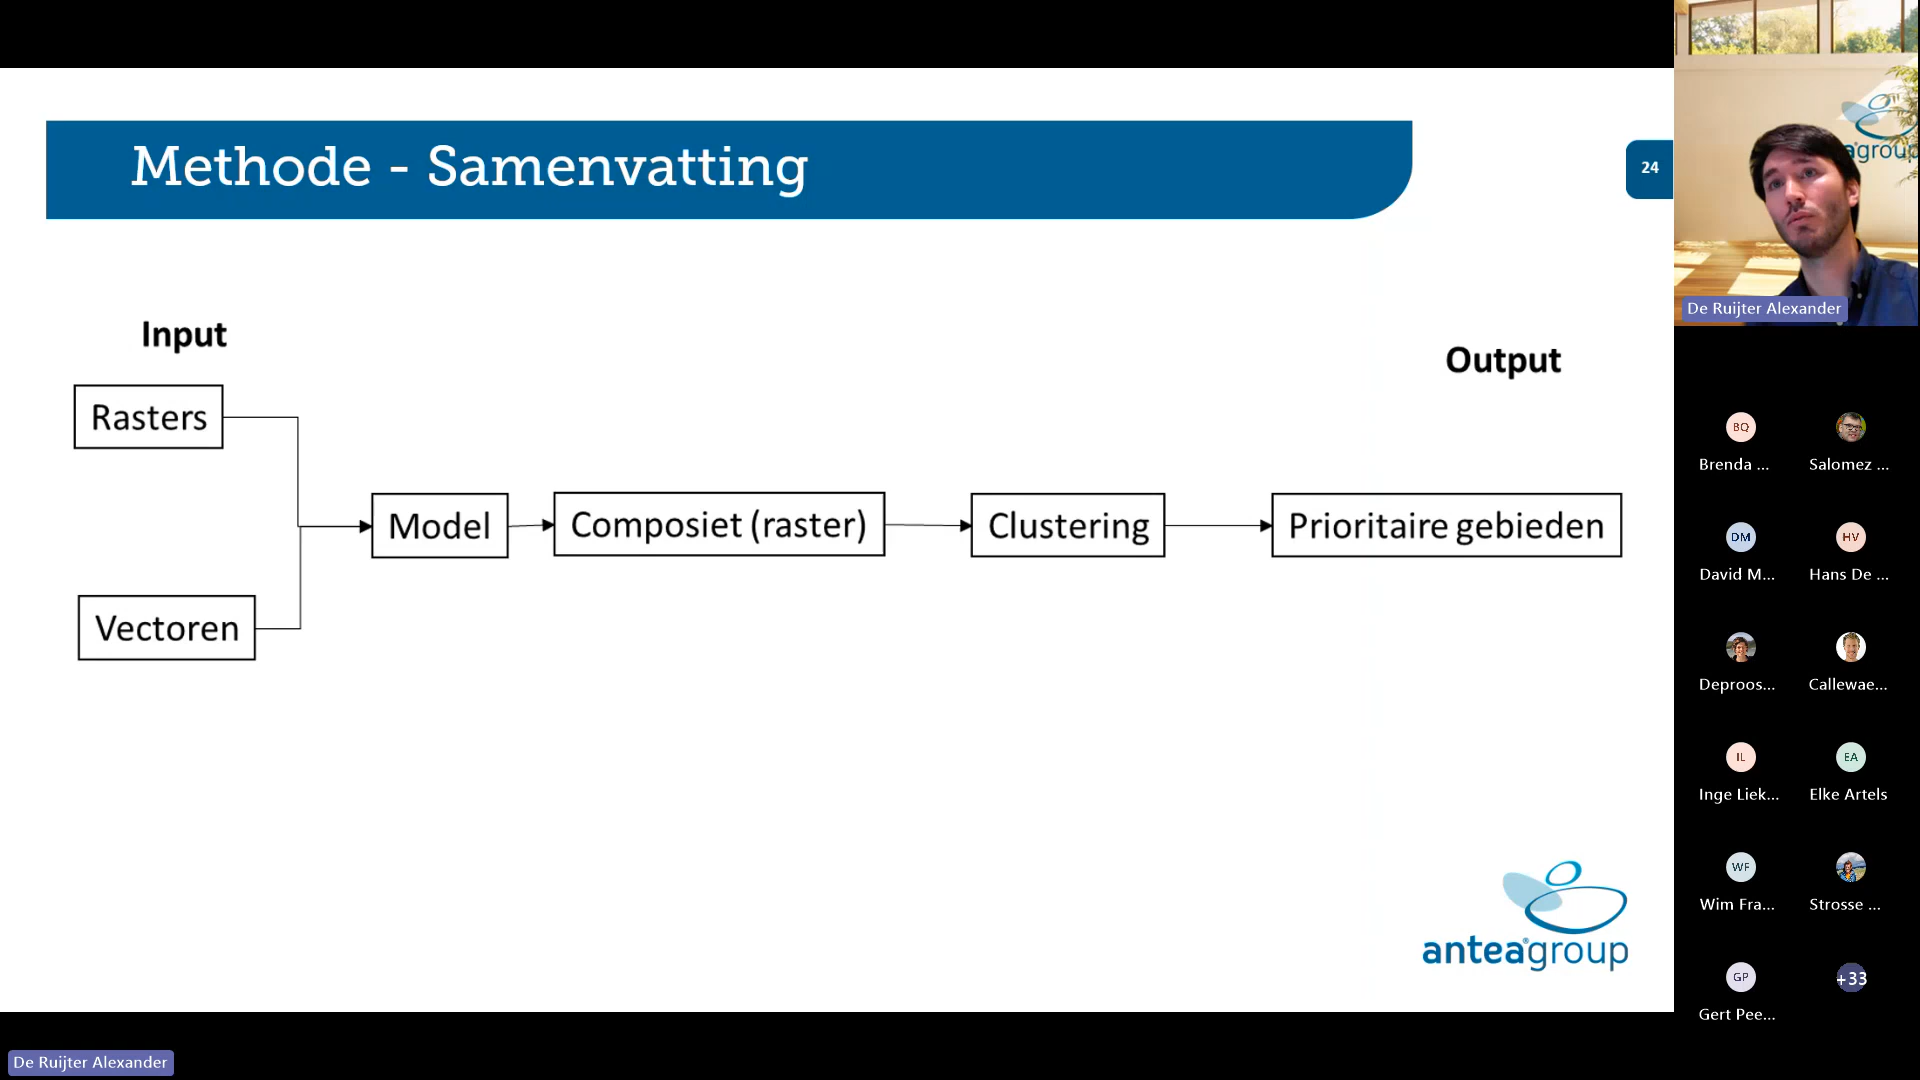 Methode - Samenvatting
24
Input
Output
Rasters
Model
Composiet (raster)
Clustering
Prioritaire gebieden
Vectoren
anteagroup
agroup
De Ruijter Alexander
BQ
Brenda ...
Salomez ...
DM
David M...
HV
Hans De ...
Deproos...
Callewae...
IL
Inge Liek...
EA
Elke Artels
WF
Wim Fra...
Strosse ...
GP
Gert Pee...
+33
De Ruijter Alexander